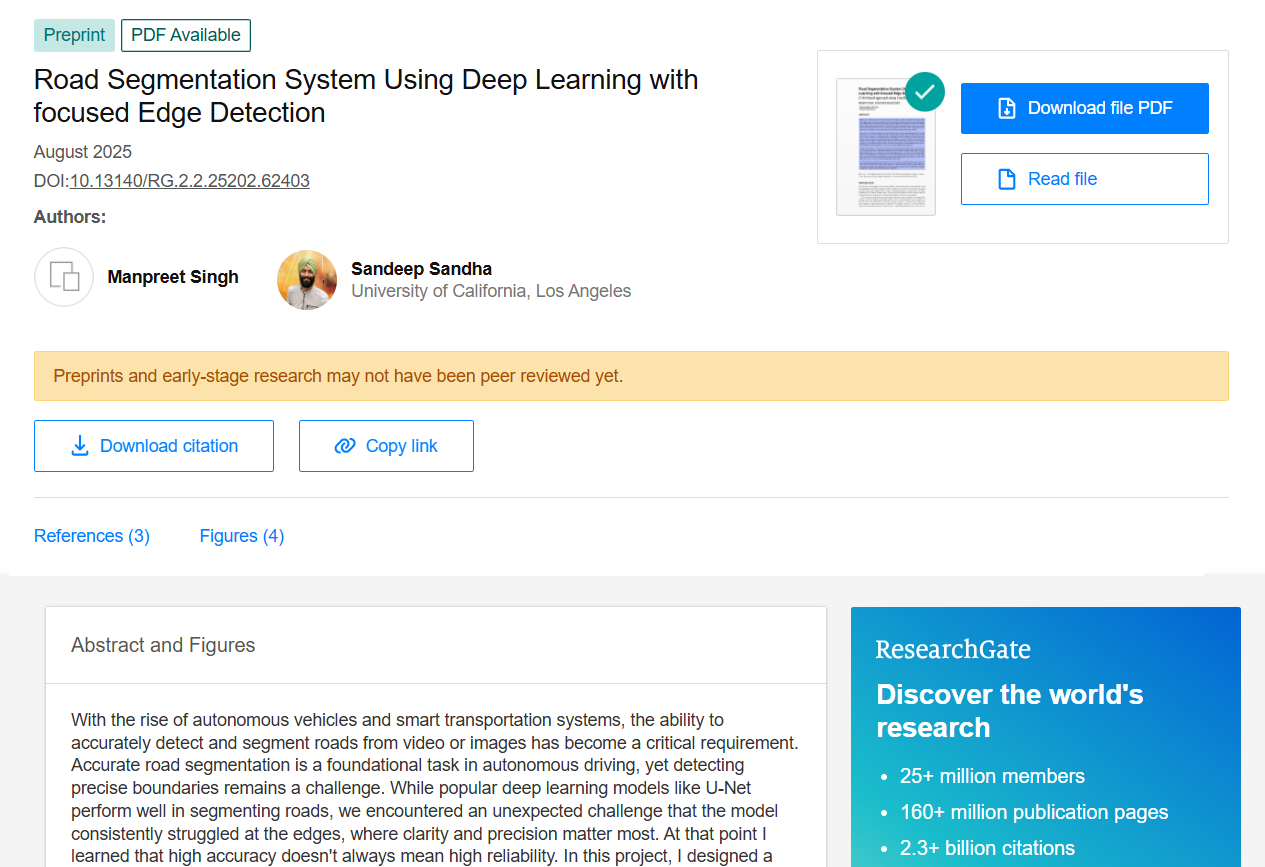 Preprint
PDF Available
Road Segmentation System Using Deep Learning with
focused Edge Detection
August 2025
DOI:10.13140/RG.2.2.25202.62403
Authors:
Manpreet Singh
Sandeep Sandha
University of California, Los Angeles
Download file PDF
Read file
Preprints and early-stage research may not have been peer reviewed yet.
Download citation
Copy link
References (3)
Figures (4)
Abstract and Figures
With the rise of autonomous vehicles and smart transportation systems, the ability to
accurately detect and segment roads from video or images has become a critical requirement.
Accurate road segmentation is a foundational task in autonomous driving, yet detecting
precise boundaries remains a challenge. While popular deep learning models like U-Net
perform well in segmenting roads, we encountered an unexpected challenge that the model
consistently struggled at the edges, where clarity and precision matter most. At that point I
learned that high accuracy doesn't always mean high reliability. In this project, I designed a
ResearchGate
Discover the world's
research
25+ million members
160+ million publication pages
2.3+ billion citations